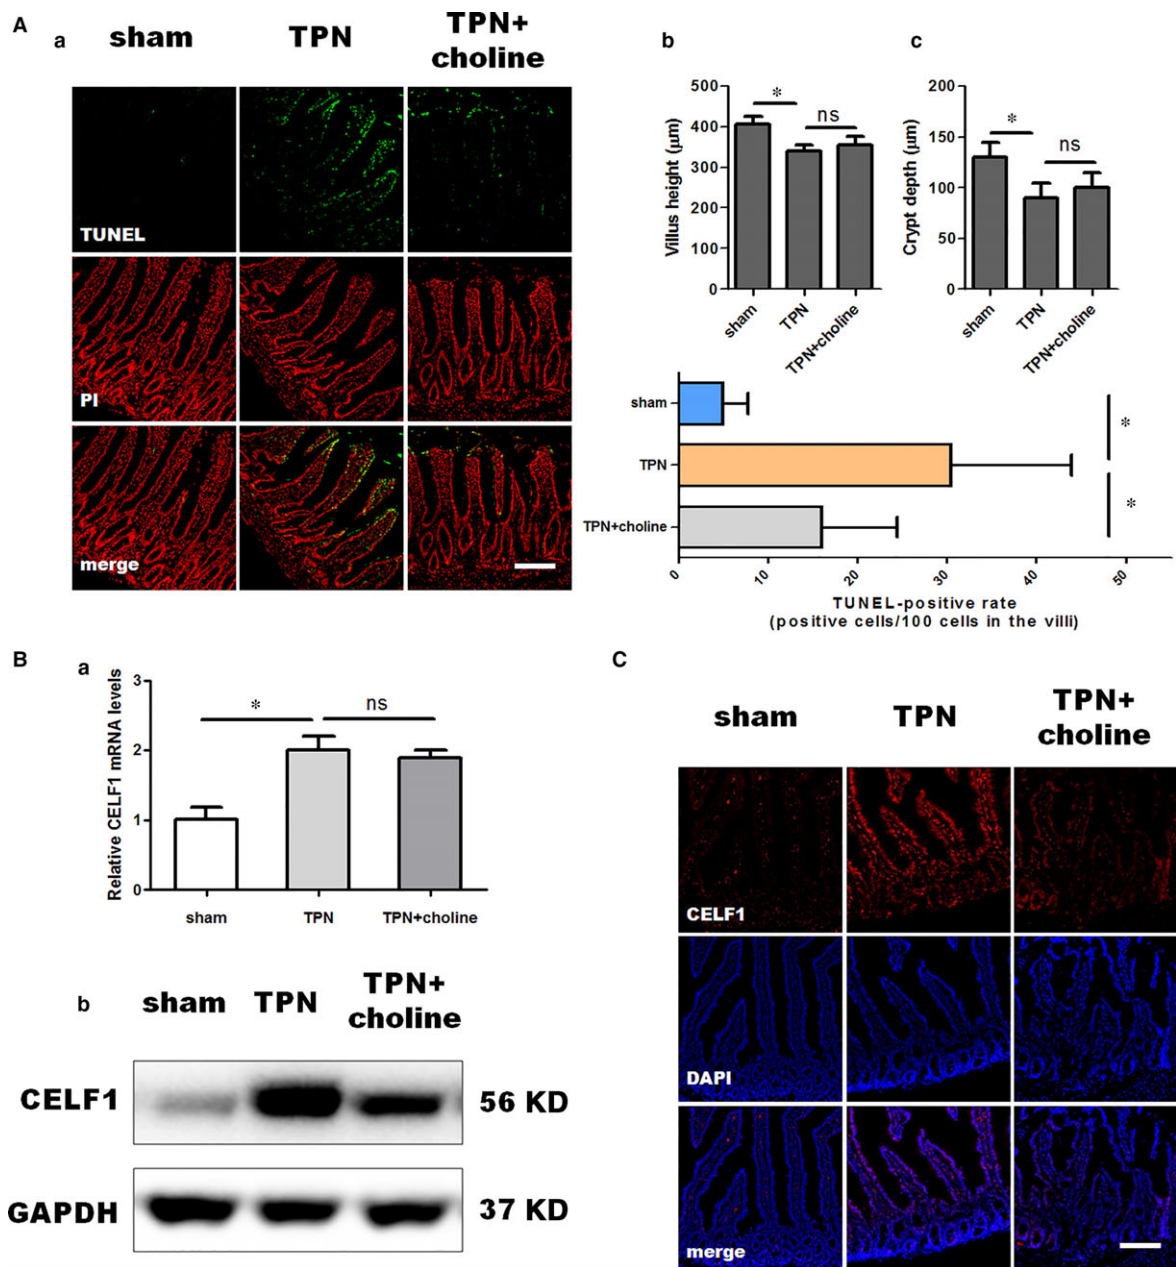 A
a
sham
TPN
TPN+
choline
TUNEL
PI
merge
b
Villus height (μm)
500
400
300
200
100
0
*
ns
sham
TPN
TPN+choline
c
Crypt depth (μm)
200
150
100
50
0
*
ns
sham
TPN
TPN+choline
sham
TPN
TPN+choline
*
*
0
10
20
30
40
50
TUNEL-positive rate
(positive cells/100 cells in the villi)
B
a
Relative CELF1 mRNA levels
3
2
1
0
*
ns
sham
TPN
TPN+choline
b
sham
TPN
TPN+
choline
CELF1
56 KD
GAPDH
37 KD
C
sham
TPN
TPN+
choline
CELF1
DAPI
merge